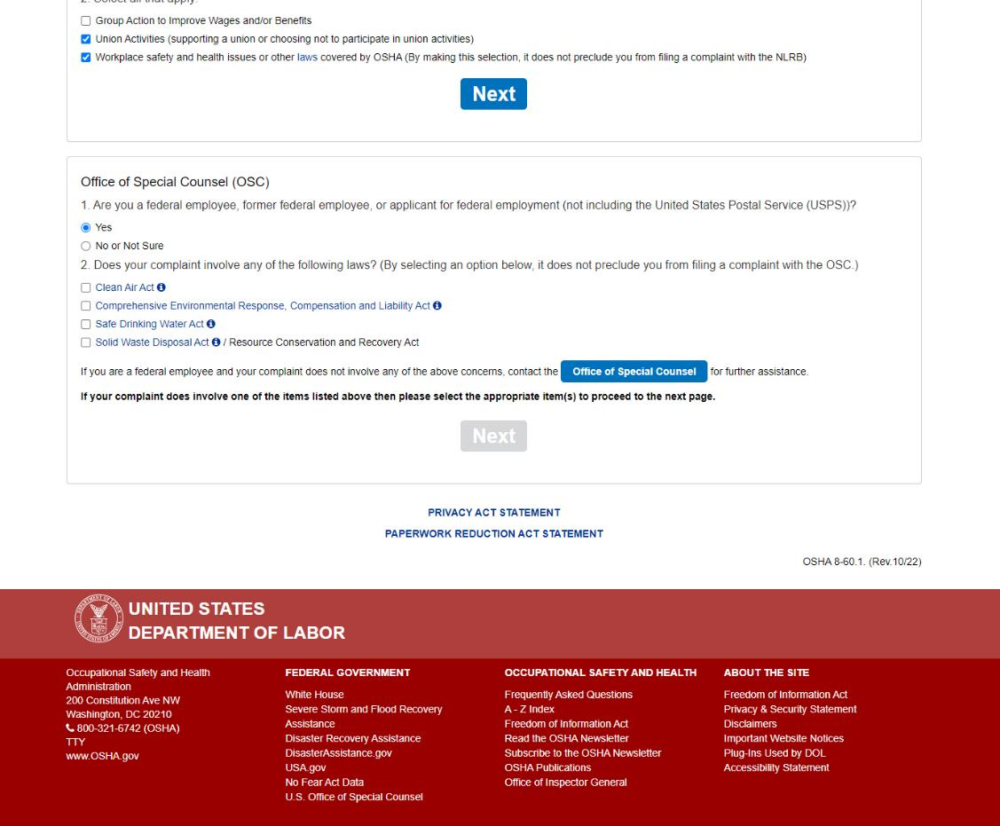 2. Select all that apply:
Group Action to Improve Wages and/or Benefits
Union Activities (supporting a union or choosing not to participate in union activities)
Workplace safety and health issues or other laws covered by OSHA (By making this selection, it does not preclude you from filing a complaint with the NLRB)
Next
Office of Special Counsel (OSC)
1. Are you a federal employee, former federal employee, or applicant for federal employment (not including the United States Postal Service (USPS))?
Yes
No or Not Sure
2. Does your complaint involve any of the following laws? (By selecting an option below, it does not preclude you from filing a complaint with the OSC.)
Clean Air Act
Comprehensive Environmental Response, Compensation and Liability Act
Safe Drinking Water Act
Solid Waste Disposal Act / Resource Conservation and Recovery Act
If you are a federal employee and your complaint does not involve any of the above concerns, contact the Office of Special Counsel for further assistance.
If your complaint does involve one of the items listed above then please select the appropriate item(s) to proceed to the next page.
Next
PRIVACY ACT STATEMENT
PAPERWORK REDUCTION ACT STATEMENT
OSHA 8-60.1. (Rev.10/22)
UNITED STATES
DEPARTMENT OF LABOR
Occupational Safety and Health
Administration
200 Constitution Ave NW
Washington, DC 20210
800-321-6742 (OSHA)
TTY
www.OSHA.gov
FEDERAL GOVERNMENT
White House
Severe Storm and Flood Recovery
Assistance
Disaster Recovery Assistance
DisasterAssistance.gov
USA.gov
No Fear Act Data
U.S. Office of Special Counsel
OCCUPATIONAL SAFETY AND HEALTH
Frequently Asked Questions
A - Z Index
Freedom of Information Act
Read the OSHA Newsletter
Subscribe to the OSHA Newsletter
OSHA Publications
Office of Inspector General
ABOUT THE SITE
Freedom of Information Act
Privacy & Security Statement
Disclaimers
Important Website Notices
Plug-Ins Used by DOL
Accessibility Statement